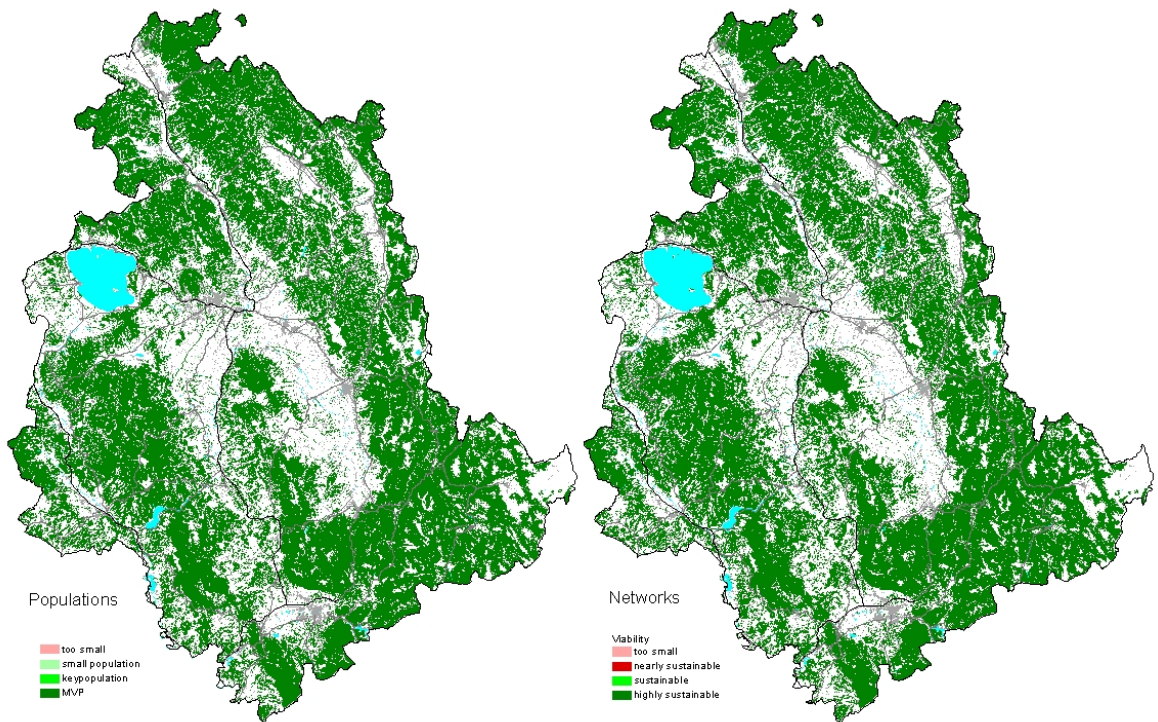 Populations
too small
small population
keypopulation
MVP
Networks
Viability
too small
nearly sustainable
sustainable
highly sustainable